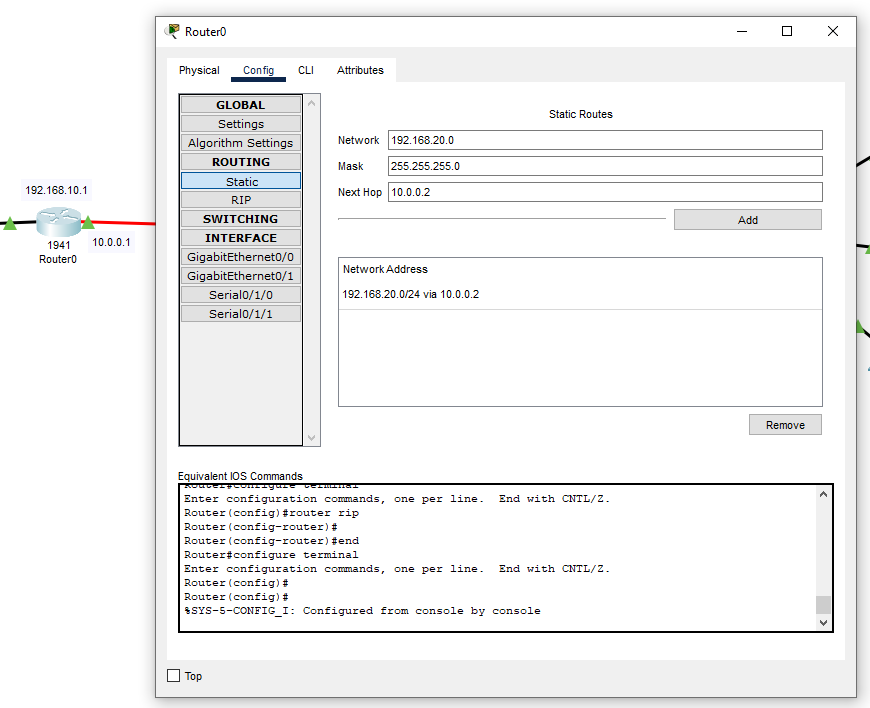 Router0
Physical
Config
CLI
Attributes
GLOBAL
Settings
Algorithm Settings
ROUTING
Static
RIP
SWITCHING
INTERFACE
GigabitEthernet0/0
GigabitEthernet0/1
Serial0/1/0
Serial0/1/1
Static Routes
Network 192.168.20.0
Mask 255.255.255.0
Next Hop 10.0.0.2
Add
Network Address
192.168.20.0/24 via 10.0.0.2
Remove
Equivalent IOS Commands
Router#configure terminal
Enter configuration commands, one per line.  End with CNTL/Z.
Router(config)#router rip
Router(config-router)#
Router(config-router)#end
Router#configure terminal
Enter configuration commands, one per line.  End with CNTL/Z.
Router(config)#
Router(config)#
%SYS-5-CONFIG_I: Configured from console by console
Top
192.168.10.1
10.0.0.1
1941
Router0